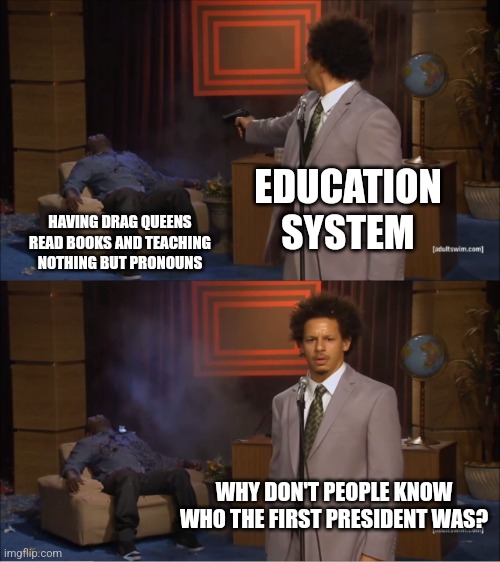 EDUCATION
SYSTEM
HAVING DRAG QUEENS
READ BOOKS AND TEACHING
NOTHING BUT PRONOUNS
[adultswim.com]
WHY DON'T PEOPLE KNOW
WHO THE FIRST PRESIDENT WAS?
imgflip.com